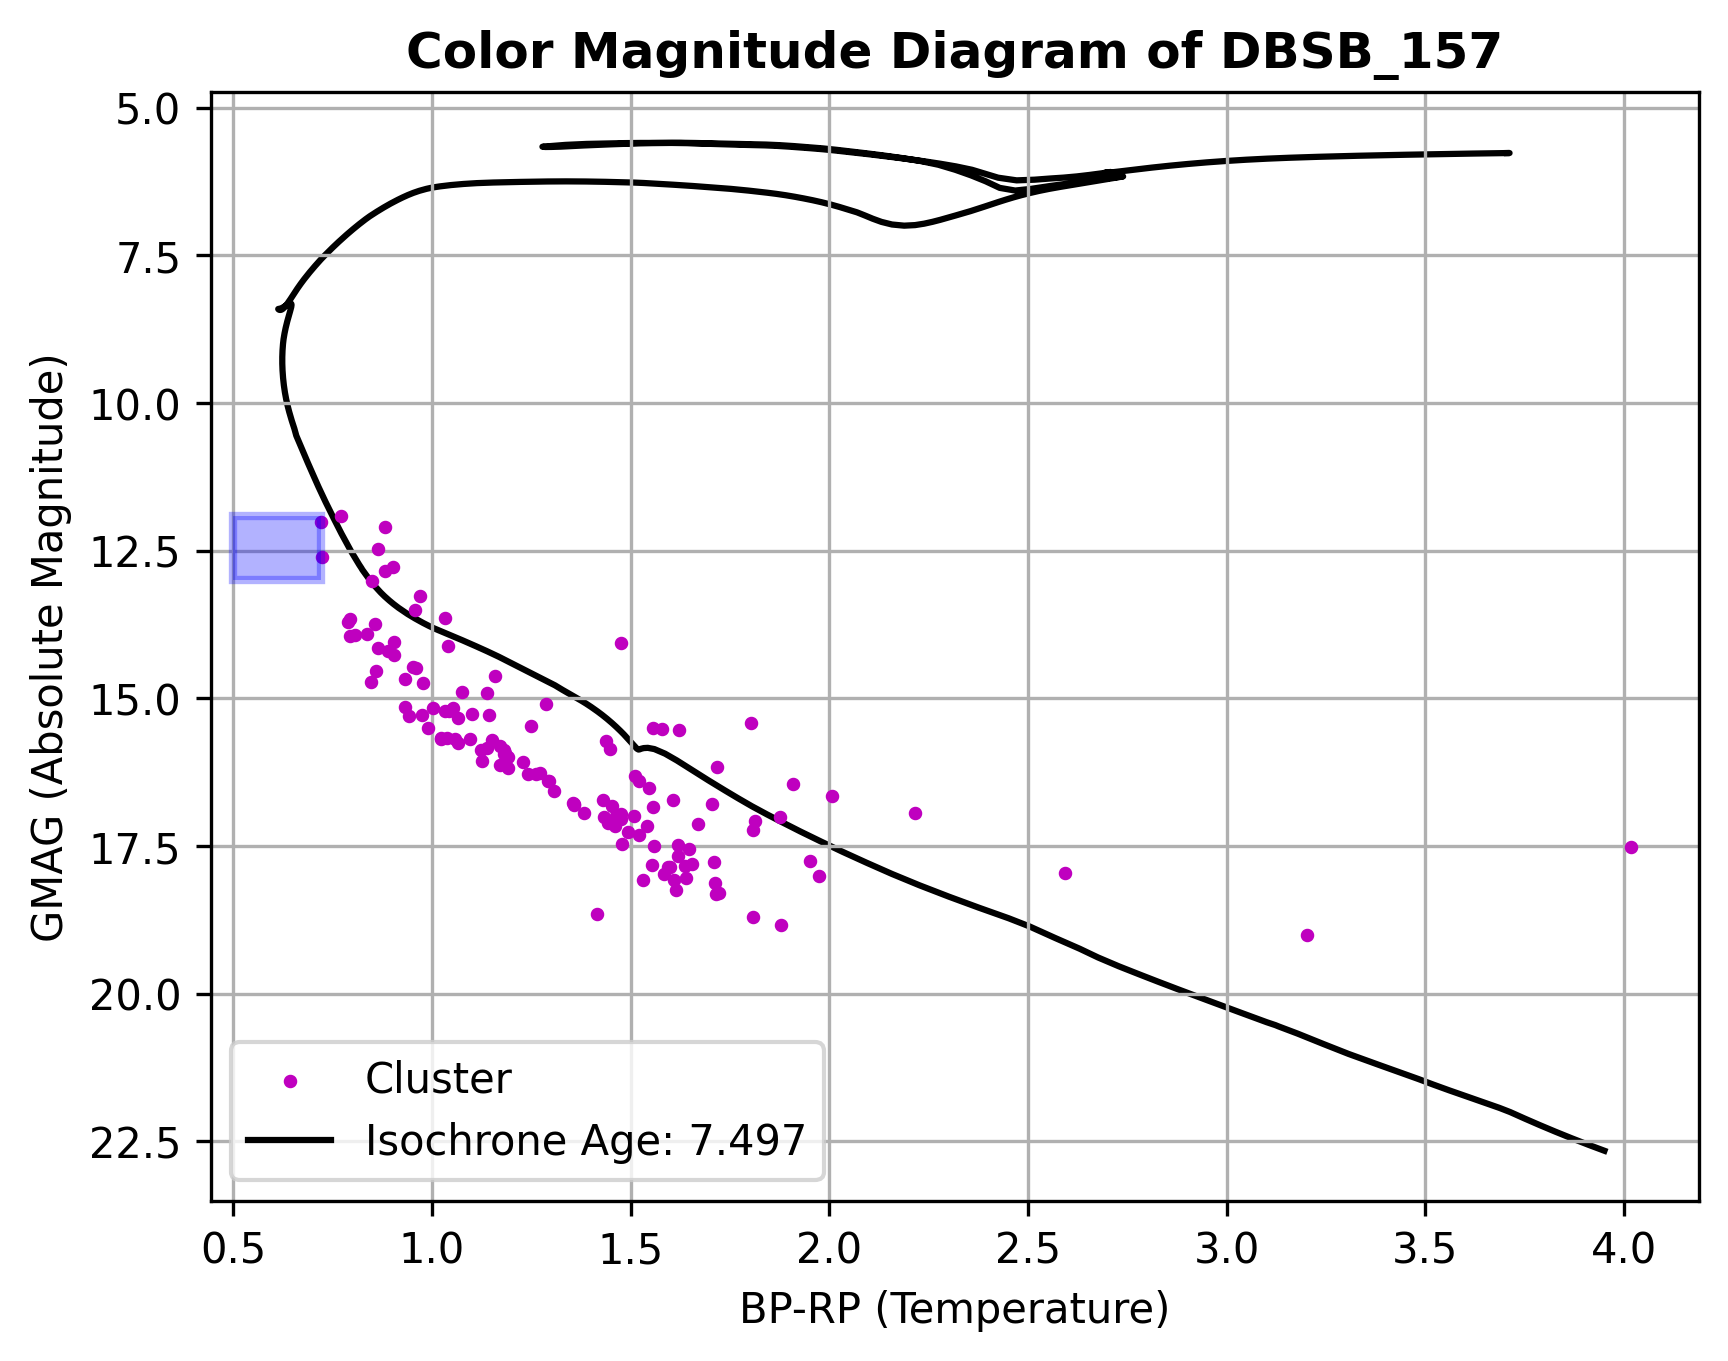 Color Magnitude Diagram of DBSB_157
GMAG (Absolute Magnitude)
5.0
7.5
10.0
12.5
15.0
17.5
20.0
22.5
Cluster
Isochrone Age: 7.497
0.5 1.0 1.5 2.0 2.5 3.0 3.5 4.0
BP-RP (Temperature)